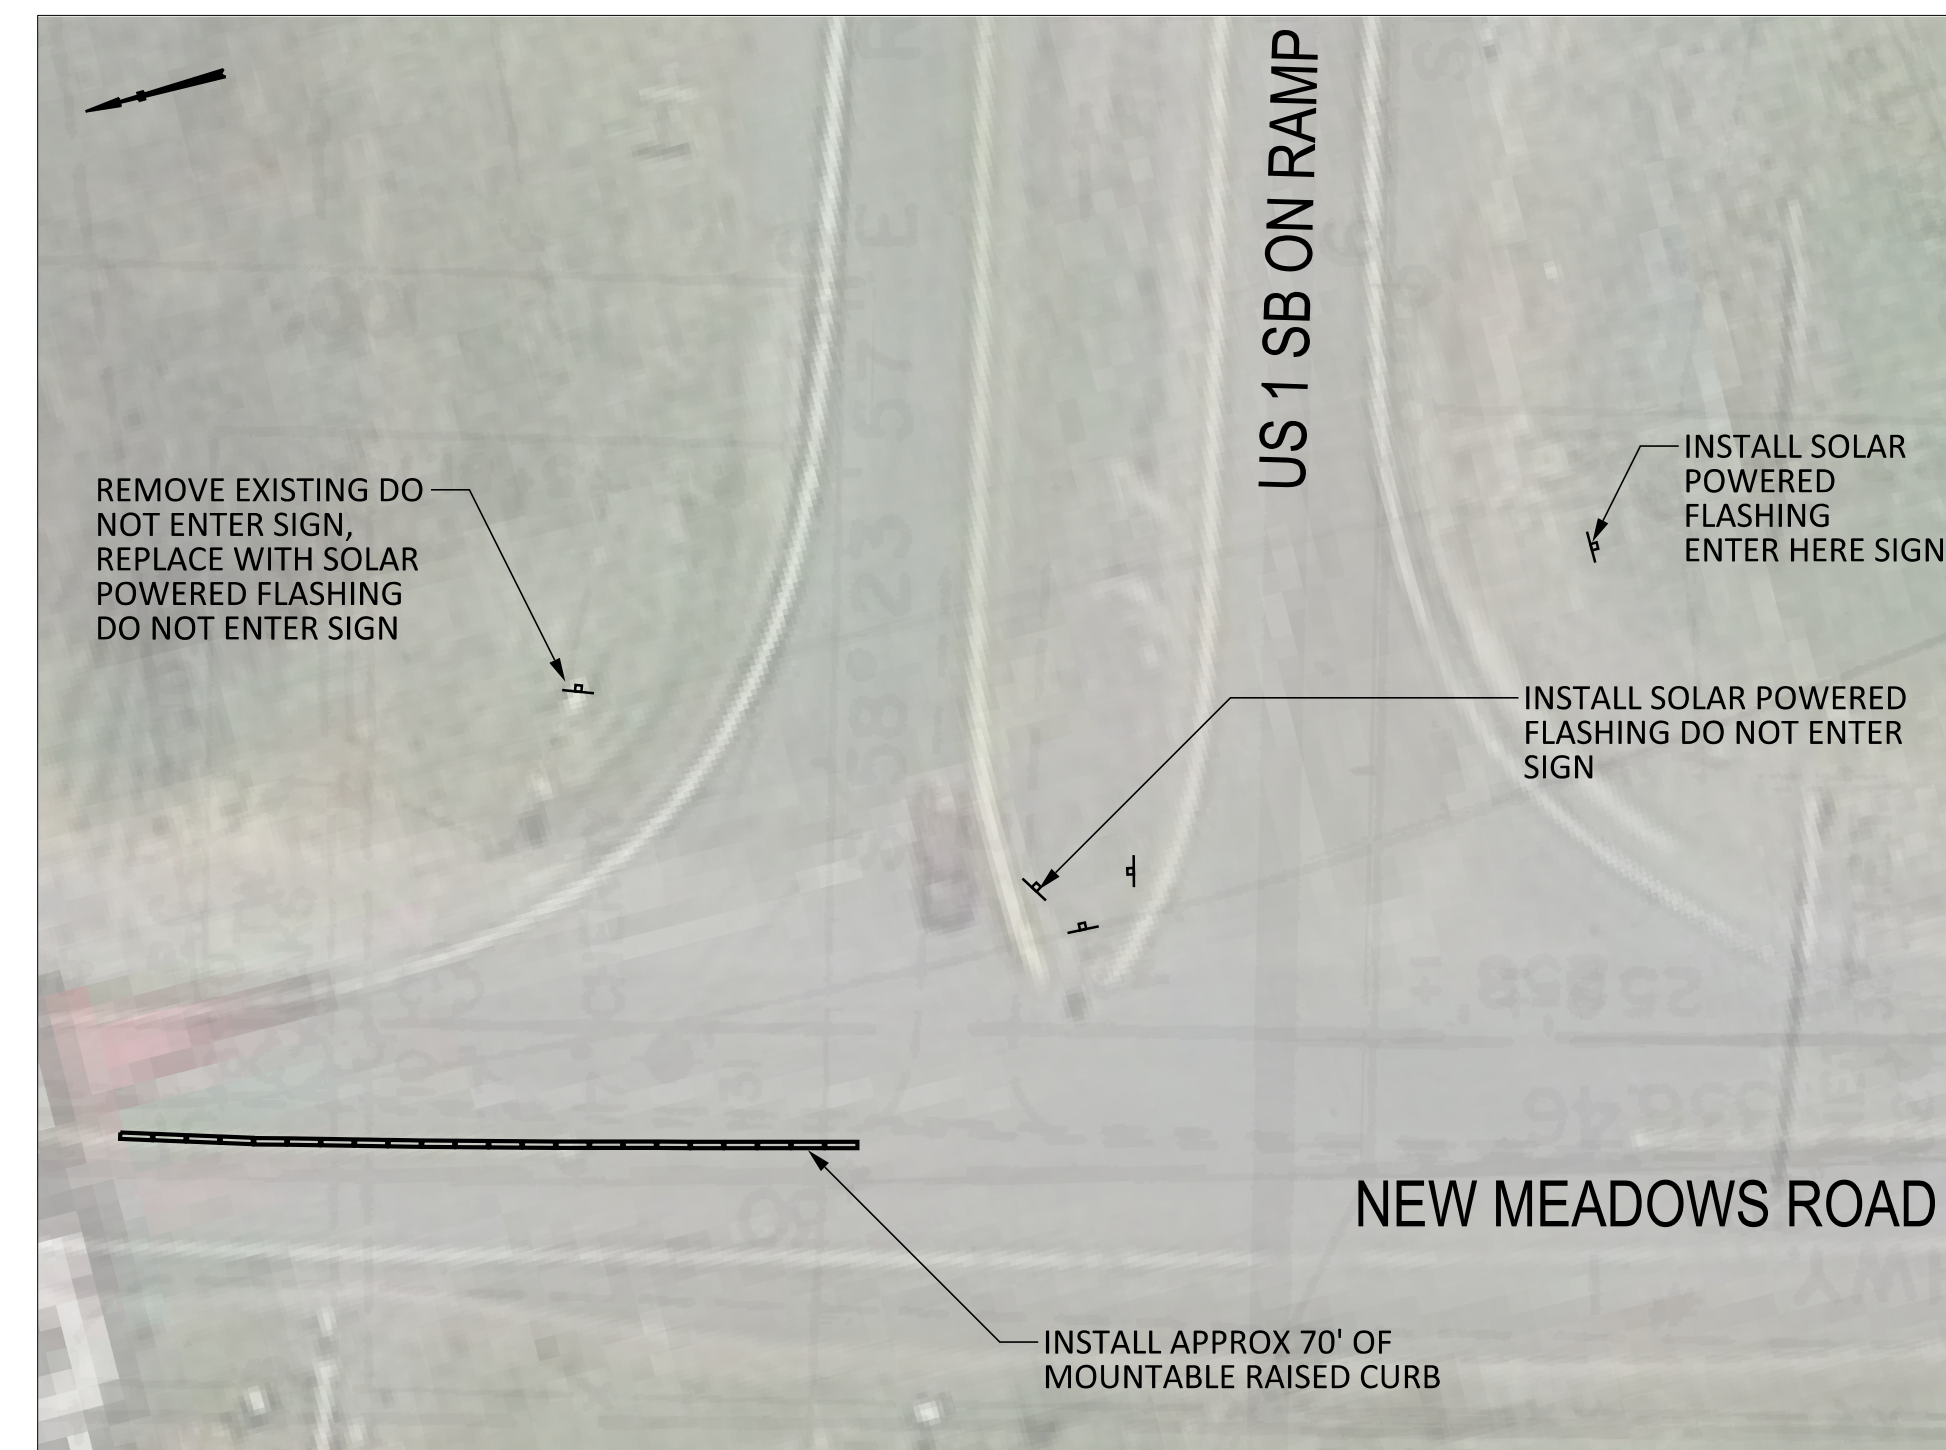 US 1 SB ON RAMP
REMOVE EXISTING DO
NOT ENTER SIGN,
REPLACE WITH SOLAR
POWERED FLASHING
DO NOT ENTER SIGN
INSTALL SOLAR
POWERED
FLASHING
ENTER HERE SIGN
INSTALL SOLAR POWERED
FLASHING DO NOT ENTER
SIGN
NEW MEADOWS ROAD
INSTALL APPROX 70' OF
MOUNTABLE RAISED CURB